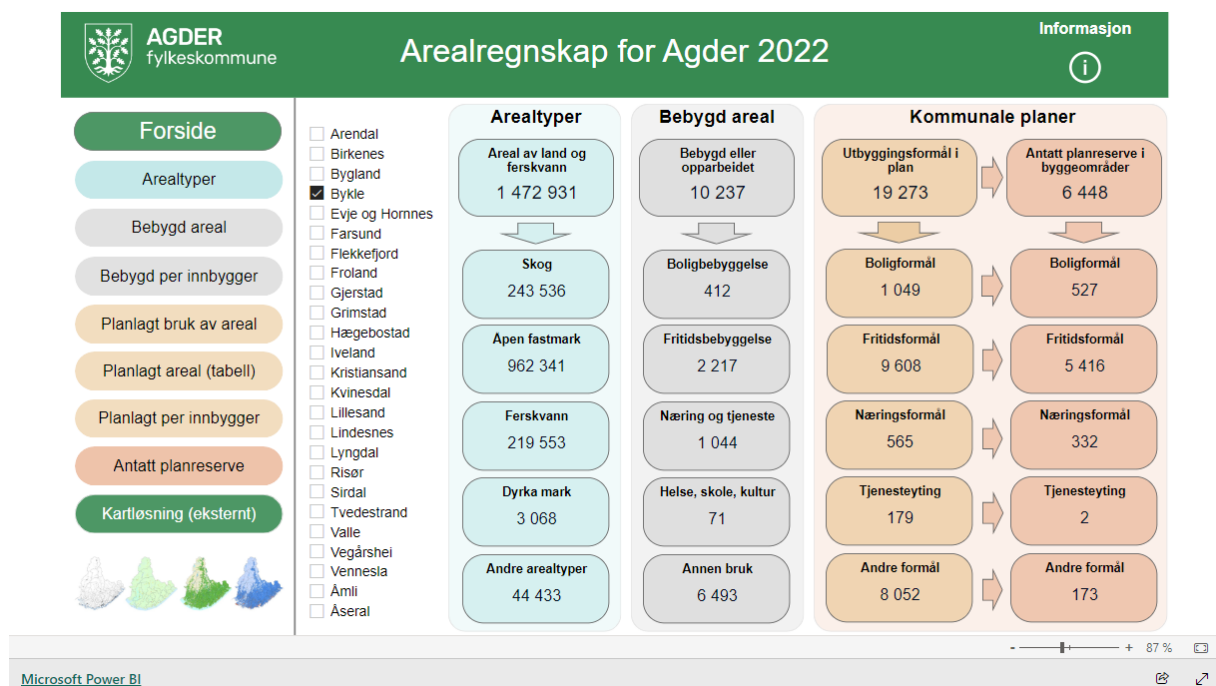 AGDER
fylkeskommune
Arealregnskap for Agder 2022
Informasjon
i
Forside
Arealtyper
Bebygd areal
Bebygd per innbygger
Planlagt bruk av areal
Planlagt areal (tabell)
Planlagt per innbygger
Antatt planreserve
Kartløsning (eksternt)
Arendal
Birkenes
Bygland
Bykle
Evje og Hornnes
Farsund
Flekkefjord
Froland
Gjerstad
Grimstad
Hægebostad
Iveland
Kristiansand
Kvinesdal
Lillesand
Lindesnes
Lyngdal
Risør
Sirdal
Tvedestrand
Valle
Vegårshei
Vennesla
Åmli
Åseral
Arealtyper
Areal av land og
ferskvann
1 472 931
Skog
243 536
Åpen fastmark
962 341
Ferskvann
219 553
Dyrka mark
3 068
Andre arealtyper
44 433
Bebygd areal
Bebygd eller
opparbeidet
10 237
Boligbebyggelse
412
Fritidsbebyggelse
2 217
Næring og tjeneste
1 044
Helse, skole, kultur
71
Annen bruk
6 493
Kommunale planer
Utbyggingsformål i
plan
19 273
Antatt planreserve i
byggeområder
6 448
Boligformål
1 049
Boligformål
527
Fritidsformål
9 608
Fritidsformål
5 416
Næringsformål
565
Næringsformål
332
Tjenesteyting
179
Tjenesteyting
2
Andre formål
8 052
Andre formål
173
- + 87 %
Microsoft Power BI